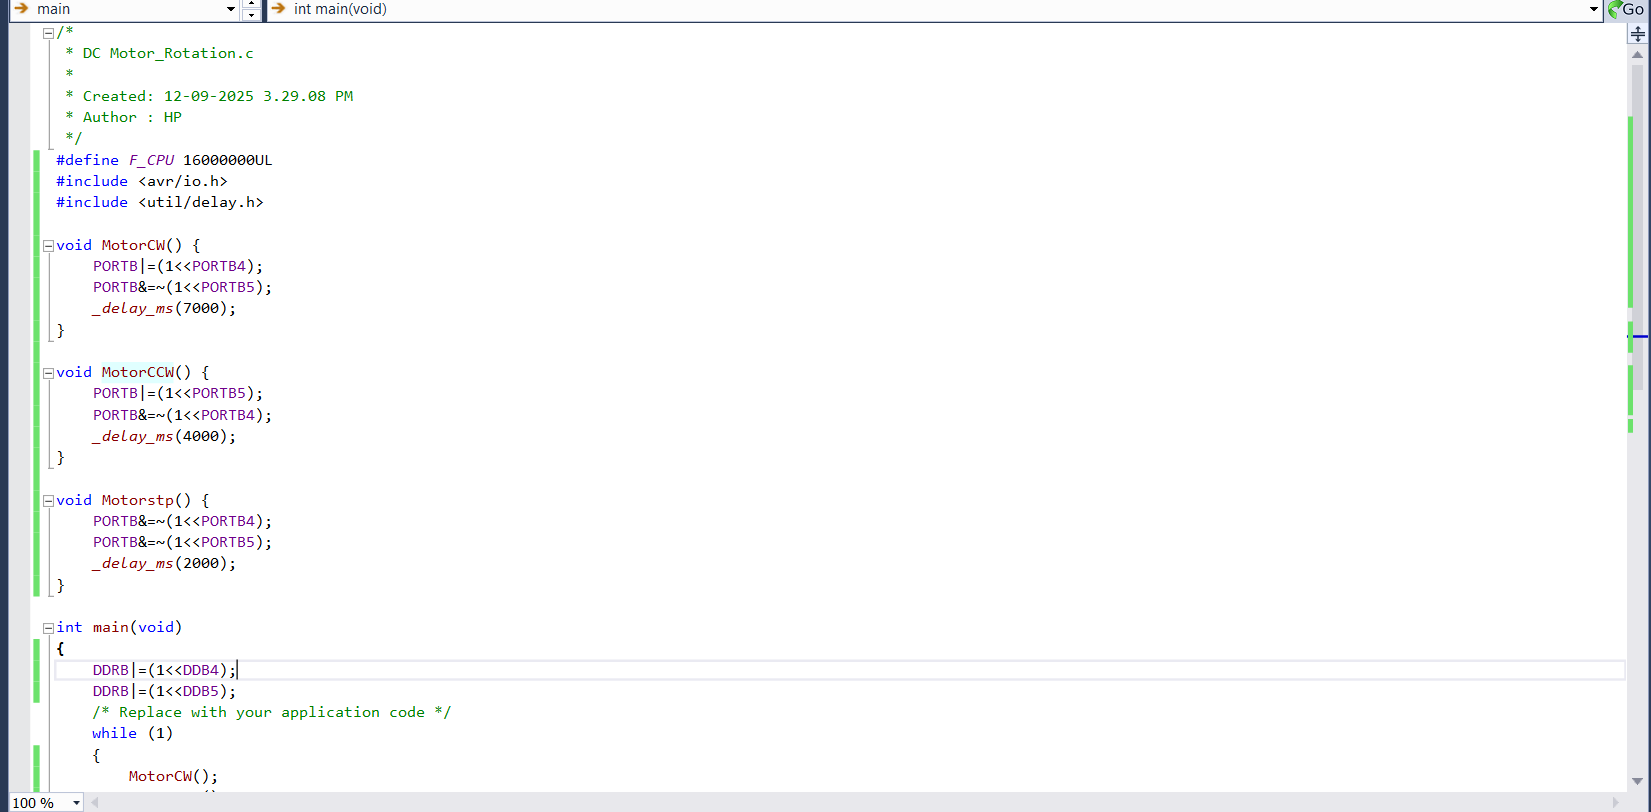 main
int main(void)
Go
/*
 * DC Motor_Rotation.c
 *
 * Created: 12-09-2025 3.29.08 PM
 * Author : HP
 */
#define F_CPU 16000000UL
#include <avr/io.h>
#include <util/delay.h>

void MotorCW() {
    PORTB|=(1<<PORTB4);
    PORTB&=~(1<<PORTB5);
    _delay_ms(7000);
}

void MotorCCW() {
    PORTB|=(1<<PORTB5);
    PORTB&=~(1<<PORTB4);
    _delay_ms(4000);
}

void Motorstp() {
    PORTB&=~(1<<PORTB4);
    PORTB&=~(1<<PORTB5);
    _delay_ms(2000);
}

int main(void)
{
    DDRB|=(1<<DDB4);
    DDRB|=(1<<DDB5);
    /* Replace with your application code */
    while (1)
    {
        MotorCW();
100 %